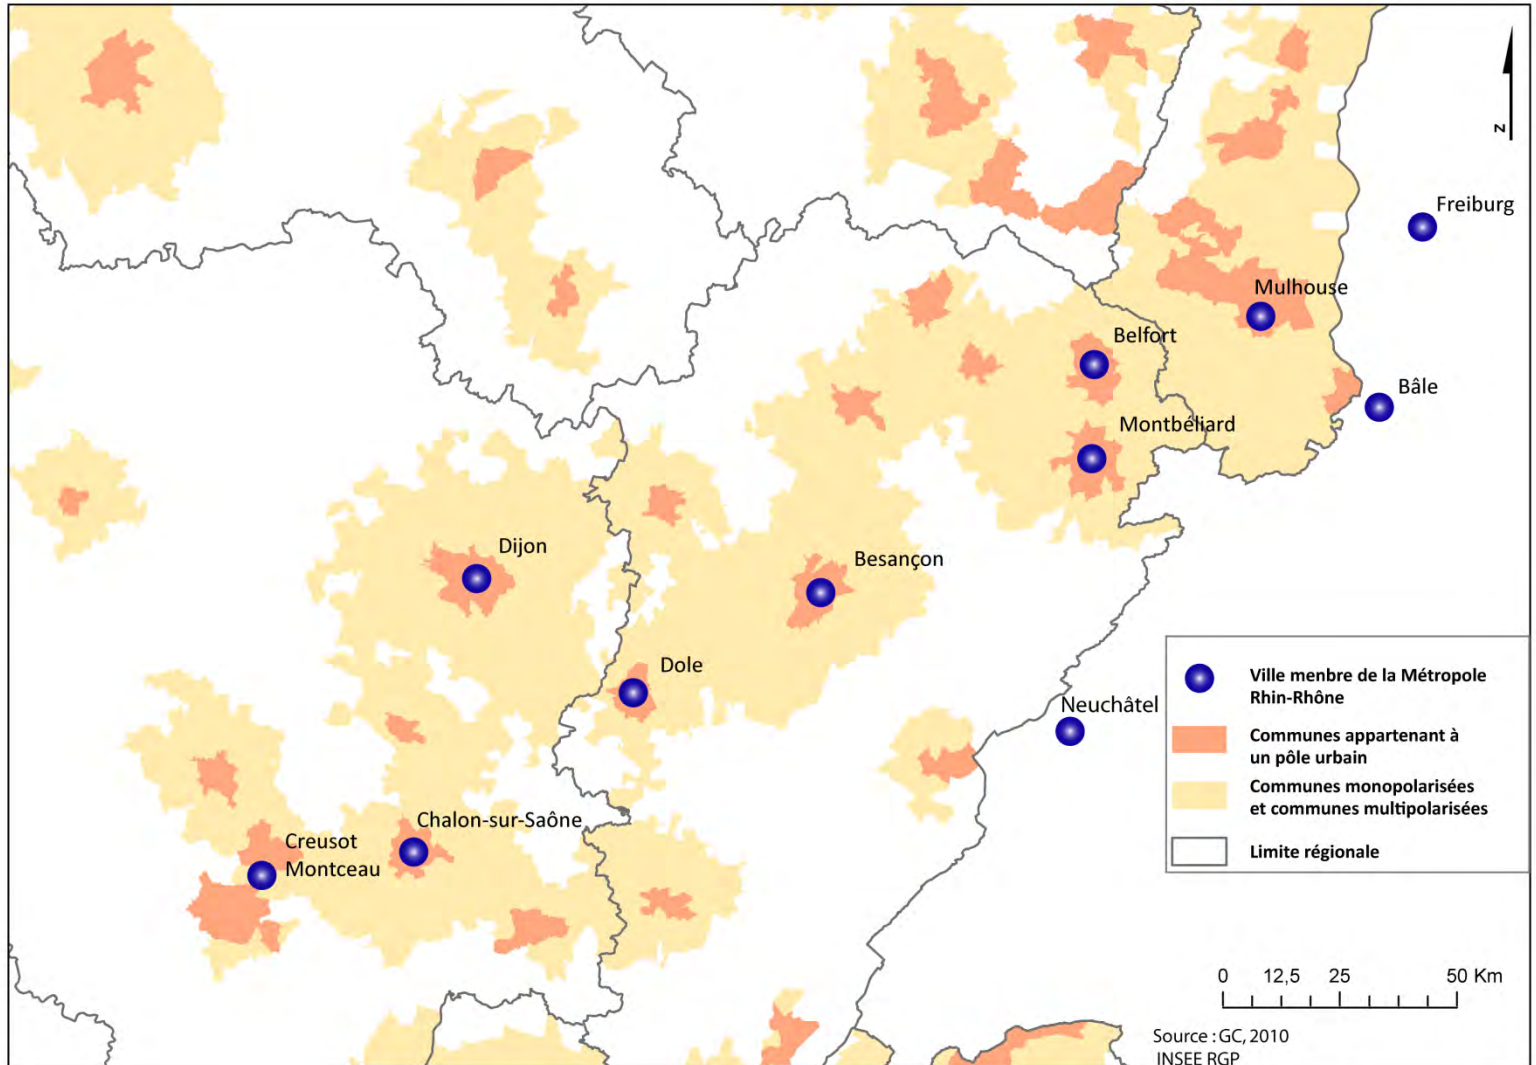 Freiburg
Mulhouse
Belfort
Bâle
Montbéliard
Dijon
Besançon
Dole
Neuchâtel
Chalon-sur-Saône
Creusot
Montceau
z
Ville menbre de la Métropole
Rhin-Rhône
Communes appartenant à
un pôle urbain
Communes monopolarisées
et communes multipolarisées
Limite régionale
0 12,5 25 50 Km
Source : GC, 2010
INSEE RGP